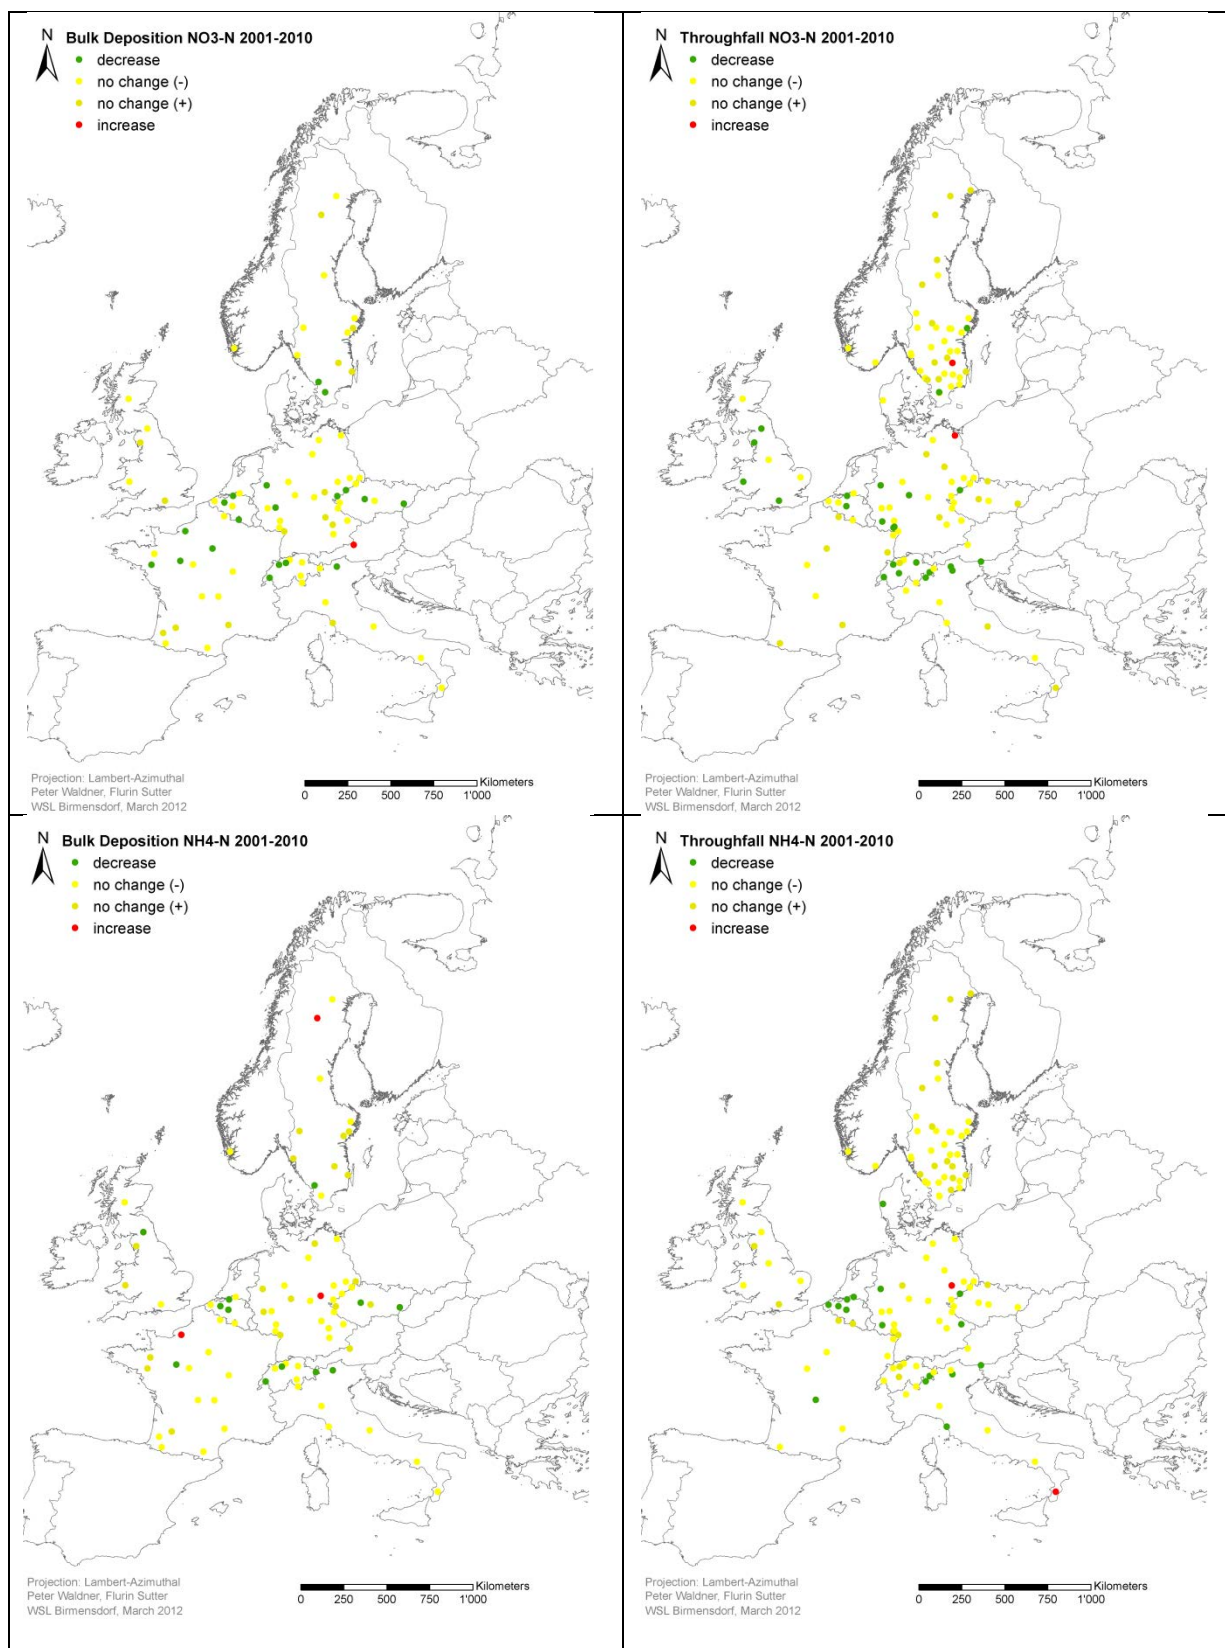 N
Bulk Deposition NO3-N 2001-2010
decrease
no change (-)
no change (+)
increase
Projection: Lambert-Azimuthal
Peter Waldner, Flurin Sutter
WSL Birmensdorf, March 2012
Kilometers
0 250 500 750 1'000
N
Throughfall NO3-N 2001-2010
decrease
no change (-)
no change (+)
increase
Projection: Lambert-Azimuthal
Peter Waldner, Flurin Sutter
WSL Birmensdorf, March 2012
Kilometers
0 250 500 750 1'000
N
Bulk Deposition NH4-N 2001-2010
decrease
no change (-)
no change (+)
increase
Projection: Lambert-Azimuthal
Peter Waldner, Flurin Sutter
WSL Birmensdorf, March 2012
Kilometers
0 250 500 750 1'000
N
Throughfall NH4-N 2001-2010
decrease
no change (-)
no change (+)
increase
Projection: Lambert-Azimuthal
Peter Waldner, Flurin Sutter
WSL Birmensdorf, March 2012
Kilometers
0 250 500 750 1'000